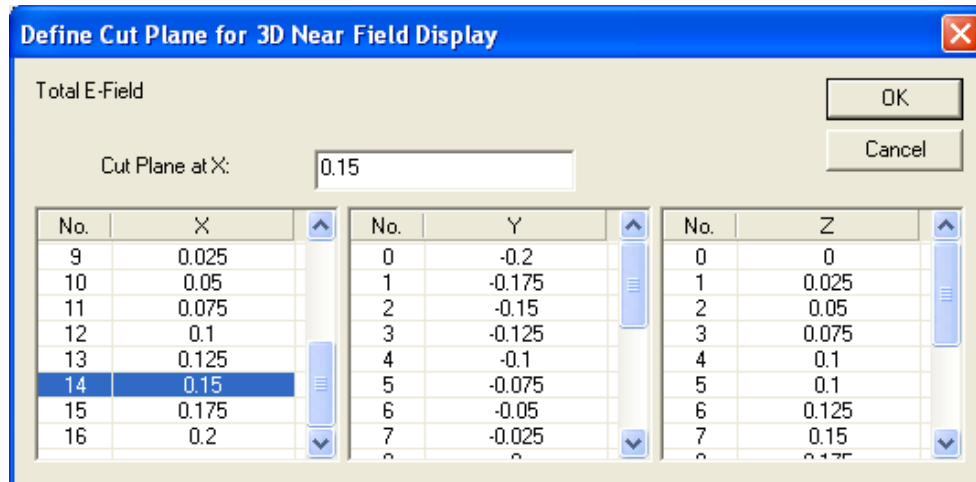 Define Cut Plane for 3D Near Field Display
Total E-Field
OK
Cancel
Cut Plane at X: 0.15
No. X No. Y No. Z
9 0.025 0 -0.2 0 0
10 0.05 1 -0.175 1 0.025
11 0.075 2 -0.15 2 0.05
12 0.1 3 -0.125 3 0.075
13 0.125 4 -0.1 4 0.1
14 0.15 5 -0.075 5 0.1
15 0.175 6 -0.05 6 0.125
16 0.2 7 -0.025 7 0.15